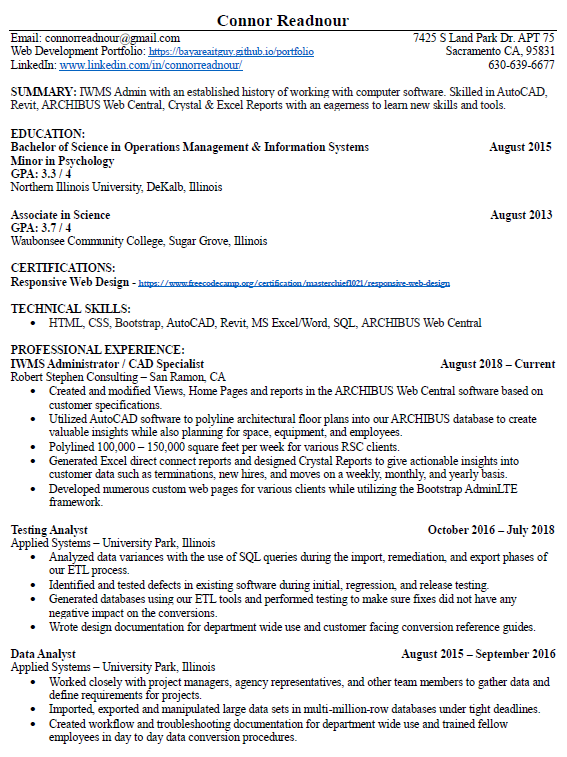 Connor Readnour
Email: connorreadnour@gmail.com 7425 S Land Park Dr. APT 75
Web Development Portfolio: https://bayareaitguy.github.io/portfolio Sacramento CA, 95831
LinkedIn: www.linkedin.com/in/connorreadnour/ 630-639-6677
SUMMARY: IWMS Admin with an established history of working with computer software. Skilled in AutoCAD,
Revit, ARCHIBUS Web Central, Crystal & Excel Reports with an eagerness to learn new skills and tools.
EDUCATION:
Bachelor of Science in Operations Management & Information Systems August 2015
Minor in Psychology
GPA: 3.3 / 4
Northern Illinois University, DeKalb, Illinois
Associate in Science August 2013
GPA: 3.7 / 4
Waubonsee Community College, Sugar Grove, Illinois
CERTIFICATIONS:
Responsive Web Design - https://www.freecodecamp.org/certification/masterchief1021/responsive-web-design
TECHNICAL SKILLS:
• HTML, CSS, Bootstrap, AutoCAD, Revit, MS Excel/Word, SQL, ARCHIBUS Web Central
PROFESSIONAL EXPERIENCE:
IWMS Administrator / CAD Specialist August 2018 – Current
Robert Stephen Consulting – San Ramon, CA
• Created and modified Views, Home Pages and reports in the ARCHIBUS Web Central software based on
customer specifications.
• Utilized AutoCAD software to polyline architectural floor plans into our ARCHIBUS database to create
valuable insights while also planning for space, equipment, and employees.
• Polylined 100,000 – 150,000 square feet per week for various RSC clients.
• Generated Excel direct connect reports and designed Crystal Reports to give actionable insights into
customer data such as terminations, new hires, and moves on a weekly, monthly, and yearly basis.
• Developed numerous custom web pages for various clients while utilizing the Bootstrap AdminLTE
framework.
Testing Analyst October 2016 – July 2018
Applied Systems – University Park, Illinois
• Analyzed data variances with the use of SQL queries during the import, remediation, and export phases of
our ETL process.
• Identified and tested defects in existing software during initial, regression, and release testing.
• Generated databases using our ETL tools and performed testing to make sure fixes did not have any
negative impact on the conversions.
• Wrote design documentation for department wide use and customer facing conversion reference guides.
Data Analyst August 2015 – September 2016
Applied Systems – University Park, Illinois
• Worked closely with project managers, agency representatives, and other team members to gather data and
define requirements for projects.
• Imported, exported and manipulated large data sets in multi-million-row databases under tight deadlines.
• Created workflow and troubleshooting documentation for department wide use and trained fellow
employees in day to day data conversion procedures.